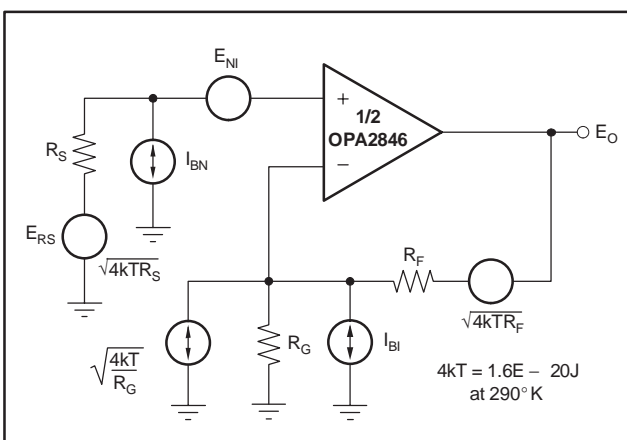 E_NI
+
1/2
OPA2846
−
E_O
R_S
I_BN
E_RS
√4kTR_S
R_F
√4kTR_F
√4kT/R_G
R_G
I_BI
4kT = 1.6E − 20J
at 290°K